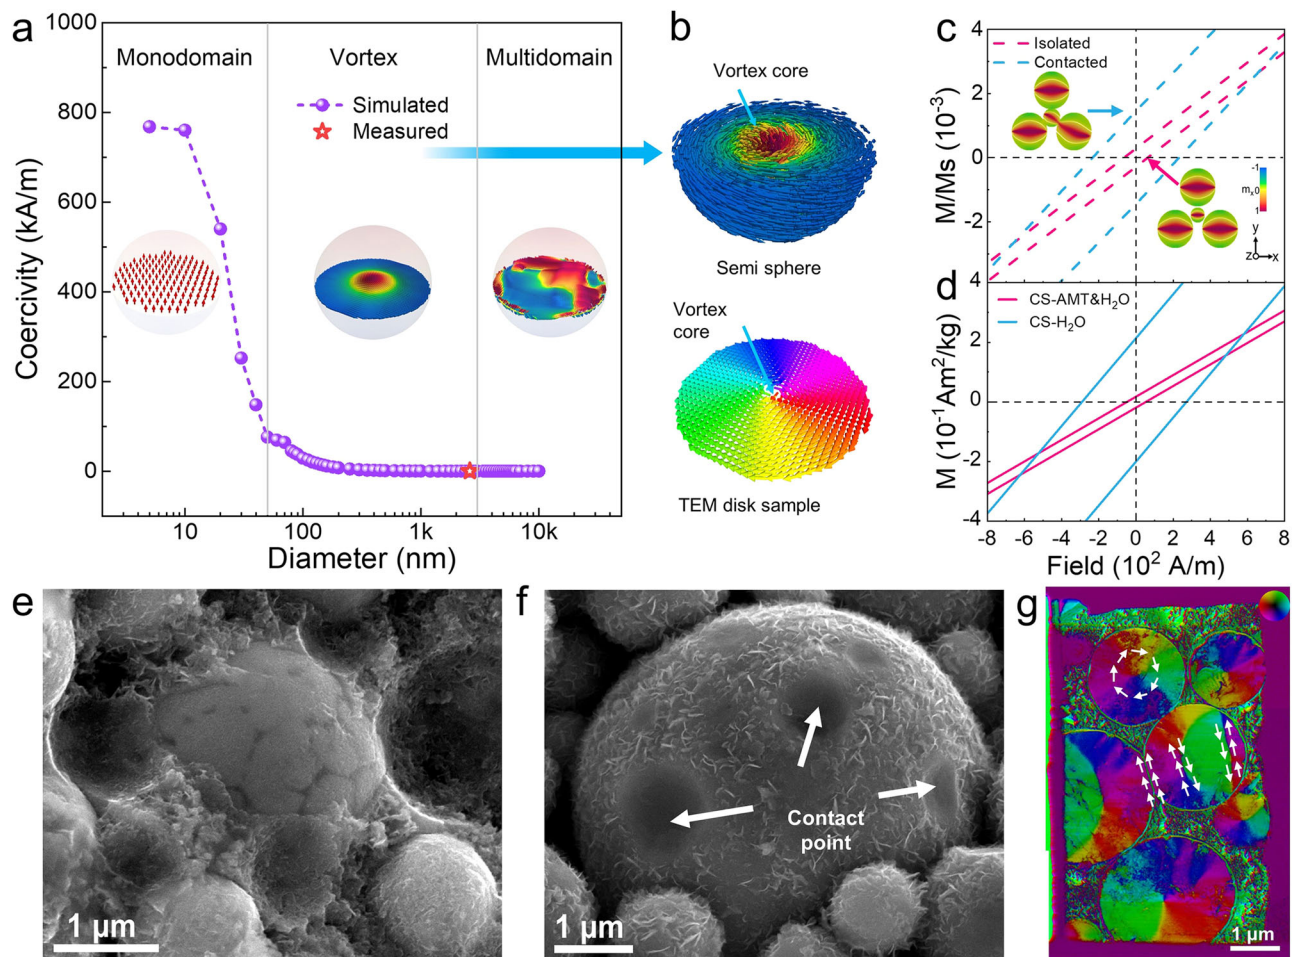 a
1000
800
600
400
200
0
Coercivity (kA/m)
Monodomain
Vortex
Multidomain
Simulated
Measured
10
100
1k
10k
Diameter (nm)
b
Vortex core
Semi sphere
Vortex
core
TEM disk sample
c
4
2
0
-2
-4
M/Ms (10-3)
Isolated
Contacted
-1
mx0
1
y
z
x
d
4
2
0
-2
-4
M (10-1Am2/kg)
CS-AMT&H2O
CS-H2O
-8
-6
-4
-2
0
2
4
6
8
Field (102 A/m)
e
1 μm
f
Contact
point
1 μm
g
1 μm